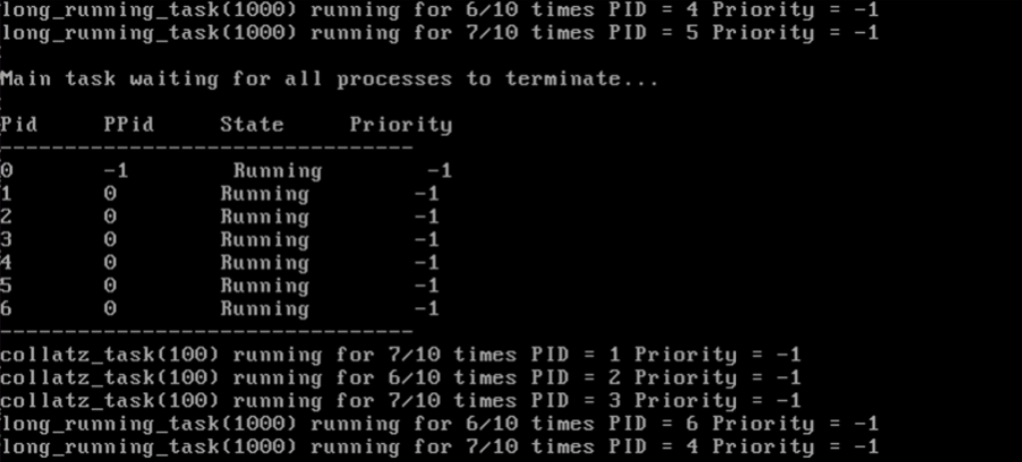 long_running_task(1000) running for 6/10 times PID = 4 Priority = -1
long_running_task(1000) running for 7/10 times PID = 5 Priority = -1
Main task waiting for all processes to terminate...
Pid PPid State Priority
--------------------------------
0 -1 Running -1
1 0 Running -1
2 0 Running -1
3 0 Running -1
4 0 Running -1
5 0 Running -1
6 0 Running -1
--------------------------------
collatz_task(100) running for 7/10 times PID = 1 Priority = -1
collatz_task(100) running for 6/10 times PID = 2 Priority = -1
collatz_task(100) running for 7/10 times PID = 3 Priority = -1
long_running_task(1000) running for 6/10 times PID = 6 Priority = -1
long_running_task(1000) running for 7/10 times PID = 4 Priority = -1